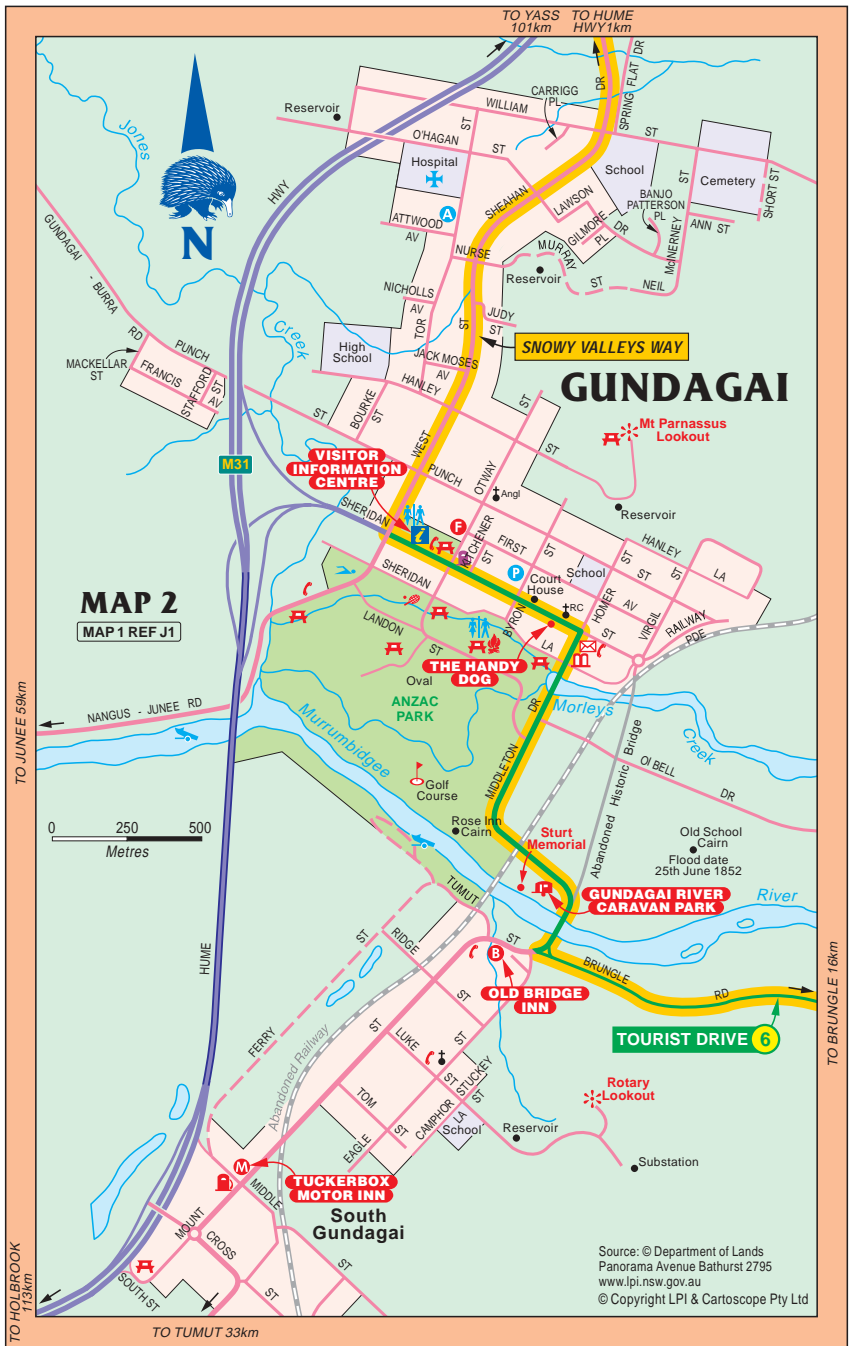 TO YASS
101km
TO HUME
HWY1km
Jones
Reservoir
WILLIAM
ST
CARRIGG
PL
DR
SPRING FLAT DR
O'HAGAN
ST
ST
Hospital
School
Cemetery
SHORT ST
HWY
A
SHEAHAN
LAWSON
BANJO
PATTERSON
PL
ST
ATTWOOD
AV
GILMORE
PL
DR
McNERNEY
ANN ST
N
GUNDAGAI
- BURRA
RD
NURSE
MURRAY
ST
Reservoir
NEIL
NICHOLLS
AV
TOR
ST
JUDY
ST
Creek
High
School
SNOWY VALLEYS WAY
MACKELLAR
ST
PUNCH
FRANCIS
STAFFORD
ST
AV
JACK MOSES
AV
HANLEY
GUNDAGAI
ST
BOURKE
ST
WEST
ST
ST
Mt Parnassus
Lookout
M31
VISITOR
INFORMATION
CENTRE
PUNCH
OTWAY
Angl
Reservoir
SHERIDAN
i
F
KITCHENER
ST
FIRST
ST
HANLEY
LA
P
School
ST
ST
SHERIDAN
Court
House
HOMER
AV
VIRGIL
RAILWAY
PDE
MAP 2
MAP 1 REF J1
LANDON
ST
BYRON
RC
ST
LA
THE HANDY
DOG
Oval
ANZAC
PARK
DR
Morleys
Creek
NANGUS - JUNEE RD
TO JUNEE 59km
Murrumbidgee
MIDDLETON
Abandoned Historic Bridge
OI BELL
DR
Golf
Course
0 250 500
Metres
Rose Inn
Cairn
Sturt
Memorial
Old School
Cairn
Flood date
25th June 1852
GUNDAGAI RIVER
CARAVAN PARK
River
TUMUT
ST
HUME
ST
RIDGE
B
OLD BRIDGE
INN
BRUNGLE
RD
TO BRUNGLE 16km
FERRY
Abandoned Railway
ST
LUKE
ST
ST
TOURIST DRIVE 6
ST
STUCKEY
ST
TOM
ST
CAMPHOR
LA
School
EAGLE
Rotary
Lookout
Reservoir
Substation
M
TUCKERBOX
MOTOR INN
MIDDLE
South
Gundagai
MOUNT
CROSS
ST
ST
SOUTH ST
Source: © Department of Lands
Panorama Avenue Bathurst 2795
www.lpi.nsw.gov.au
© Copyright LPI & Cartoscope Pty Ltd
TO HOLBROOK
113km
TO TUMUT 33km